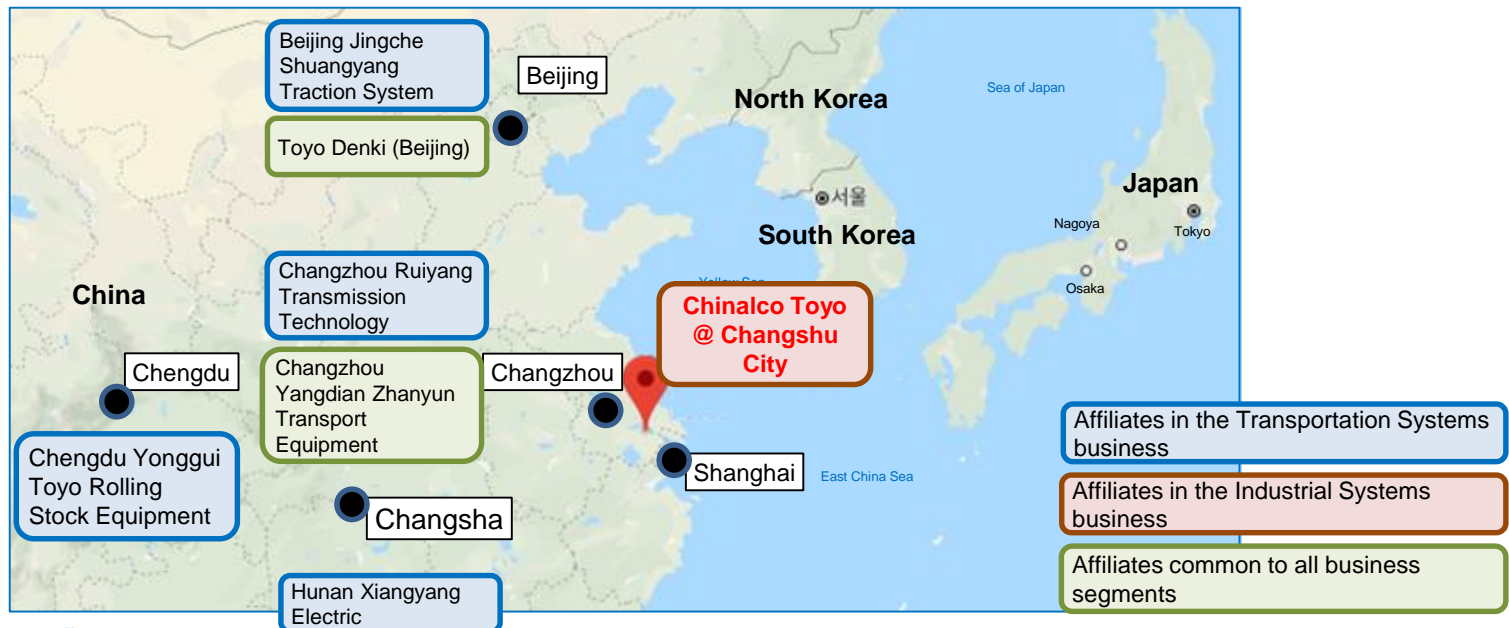 Beijing Jingche
Shuangyang
Traction System
Beijing
Toyo Denki (Beijing)
North Korea
Sea of Japan
서울
South Korea
Japan
Nagoya
Tokyo
Osaka
China
Changzhou Ruiyang
Transmission
Technology
Yellow Sea
Chinalco Toyo
@ Changshu
City
Chengdu
Changzhou
Yangdian Zhanyun
Transport
Equipment
Changzhou
Chengdu Yonggui
Toyo Rolling
Stock Equipment
Shanghai
East China Sea
Changsha
Hunan Xiangyang
Electric
Affiliates in the Transportation Systems
business
Affiliates in the Industrial Systems
business
Affiliates common to all business
segments